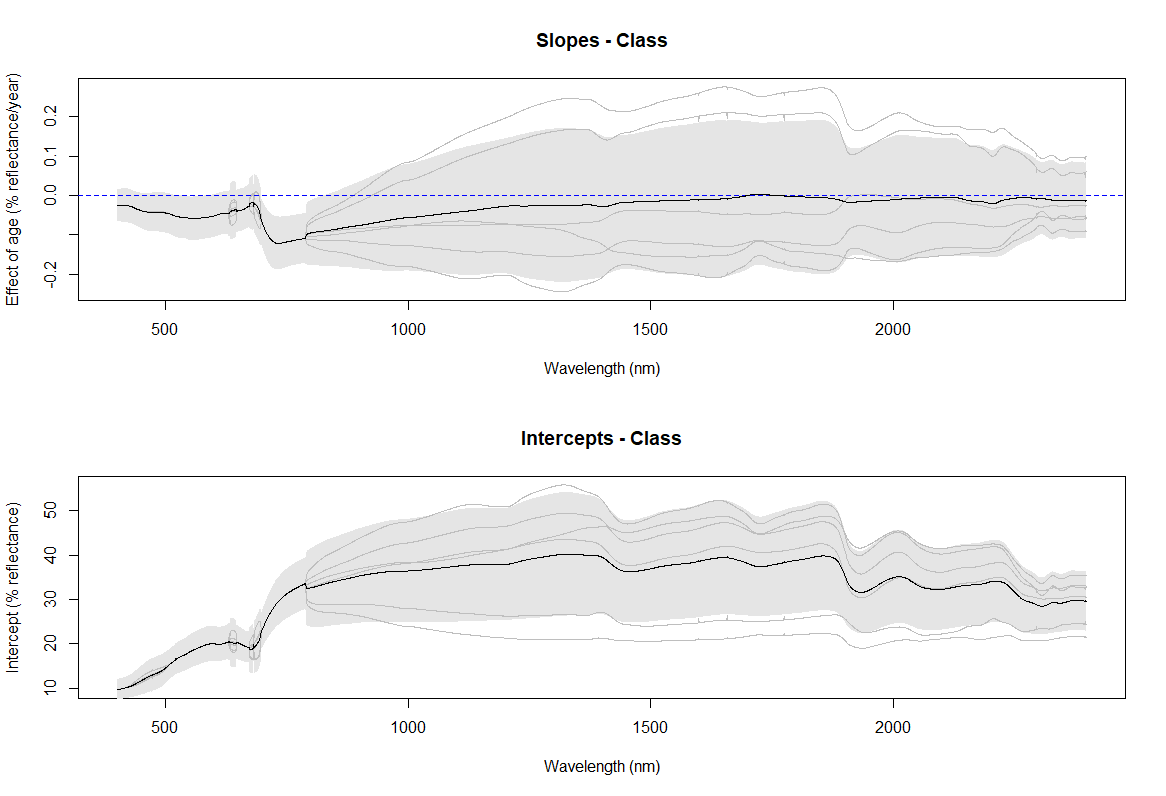 Slopes - Class
Effect of age (% reflectance/year)
0.2
0.1
0.0
-0.2
500
1000
1500
2000
Wavelength (nm)
Intercepts - Class
Intercept (% reflectance)
50
40
30
20
10
500
1000
1500
2000
Wavelength (nm)